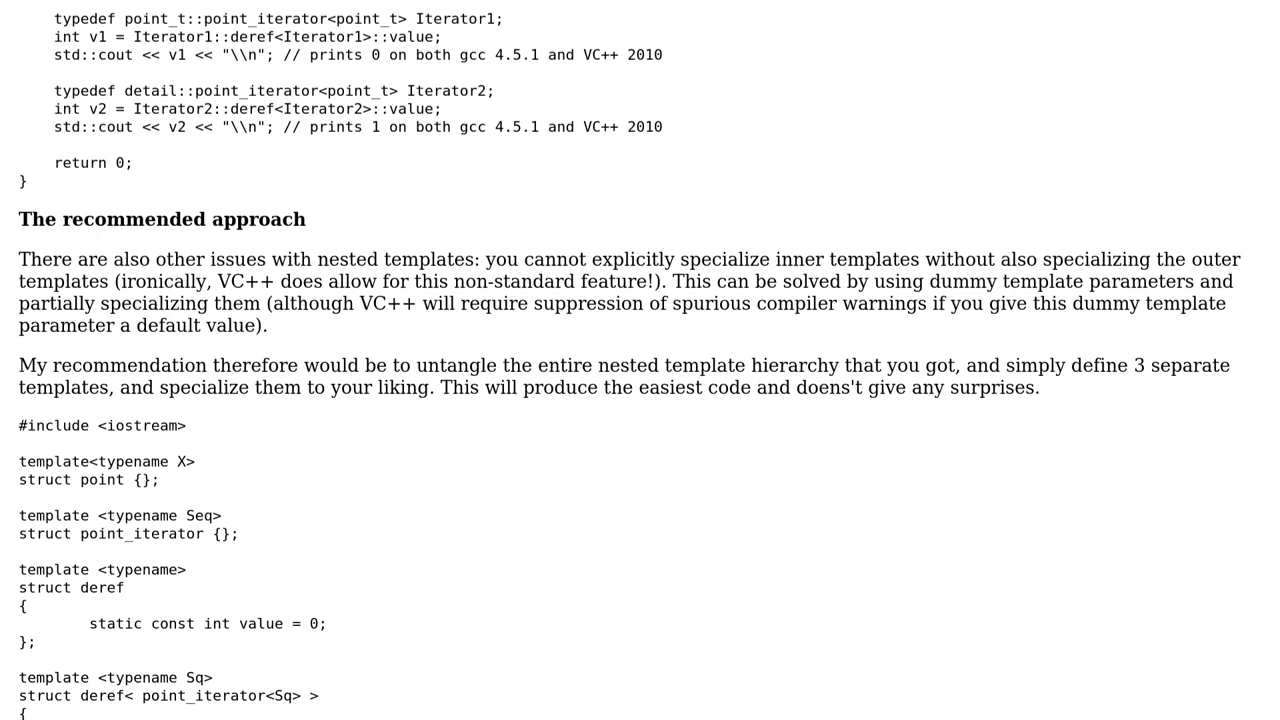 typedef point_t::point_iterator<point_t> Iterator1;
    int v1 = Iterator1::deref<Iterator1>::value;
    std::cout << v1 << "\\n"; // prints 0 on both gcc 4.5.1 and VC++ 2010

    typedef detail::point_iterator<point_t> Iterator2;
    int v2 = Iterator2::deref<Iterator2>::value;
    std::cout << v2 << "\\n"; // prints 1 on both gcc 4.5.1 and VC++ 2010

    return 0;
}
The recommended approach
There are also other issues with nested templates: you cannot explicitly specialize inner templates without also specializing the outer
templates (ironically, VC++ does allow for this non-standard feature!). This can be solved by using dummy template parameters and
partially specializing them (although VC++ will require suppression of spurious compiler warnings if you give this dummy template
parameter a default value).
My recommendation therefore would be to untangle the entire nested template hierarchy that you got, and simply define 3 separate
templates, and specialize them to your liking. This will produce the easiest code and doens't give any surprises.
#include <iostream>

template<typename X>
struct point {};

template <typename Seq>
struct point_iterator {};

template <typename>
struct deref
{
        static const int value = 0;
};

template <typename Sq>
struct deref< point_iterator<Sq> >
{